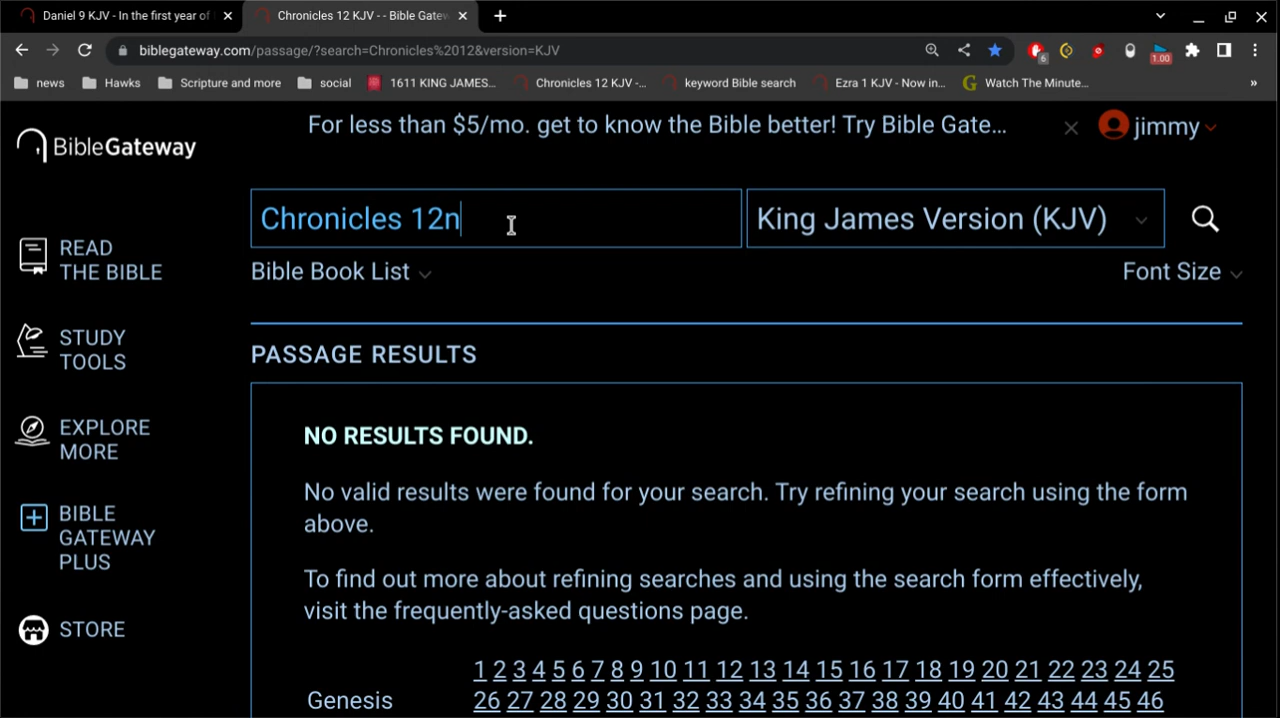 Daniel 9 KJV - In the first year of
Chronicles 12 KJV - - Bible Gatew
biblegateway.com/passage/?search=Chronicles%2012&version=KJV
6
1.00
news Hawks Scripture and more social 1611 KING JAMES... Chronicles 12 KJV -... keyword Bible search Ezra 1 KJV - Now in... Watch The Minute... »
For less than $5/mo. get to know the Bible better! Try Bible Gate...
jimmy
BibleGateway
Chronicles 12n
King James Version (KJV)
Bible Book List
Font Size
READ
THE BIBLE
STUDY
TOOLS
EXPLORE
MORE
BIBLE
GATEWAY
PLUS
STORE
PASSAGE RESULTS
NO RESULTS FOUND.
No valid results were found for your search. Try refining your search using the form
above.
To find out more about refining searches and using the search form effectively,
visit the frequently-asked questions page.
1 2 3 4 5 6 7 8 9 10 11 12 13 14 15 16 17 18 19 20 21 22 23 24 25
Genesis 26 27 28 29 30 31 32 33 34 35 36 37 38 39 40 41 42 43 44 45 46